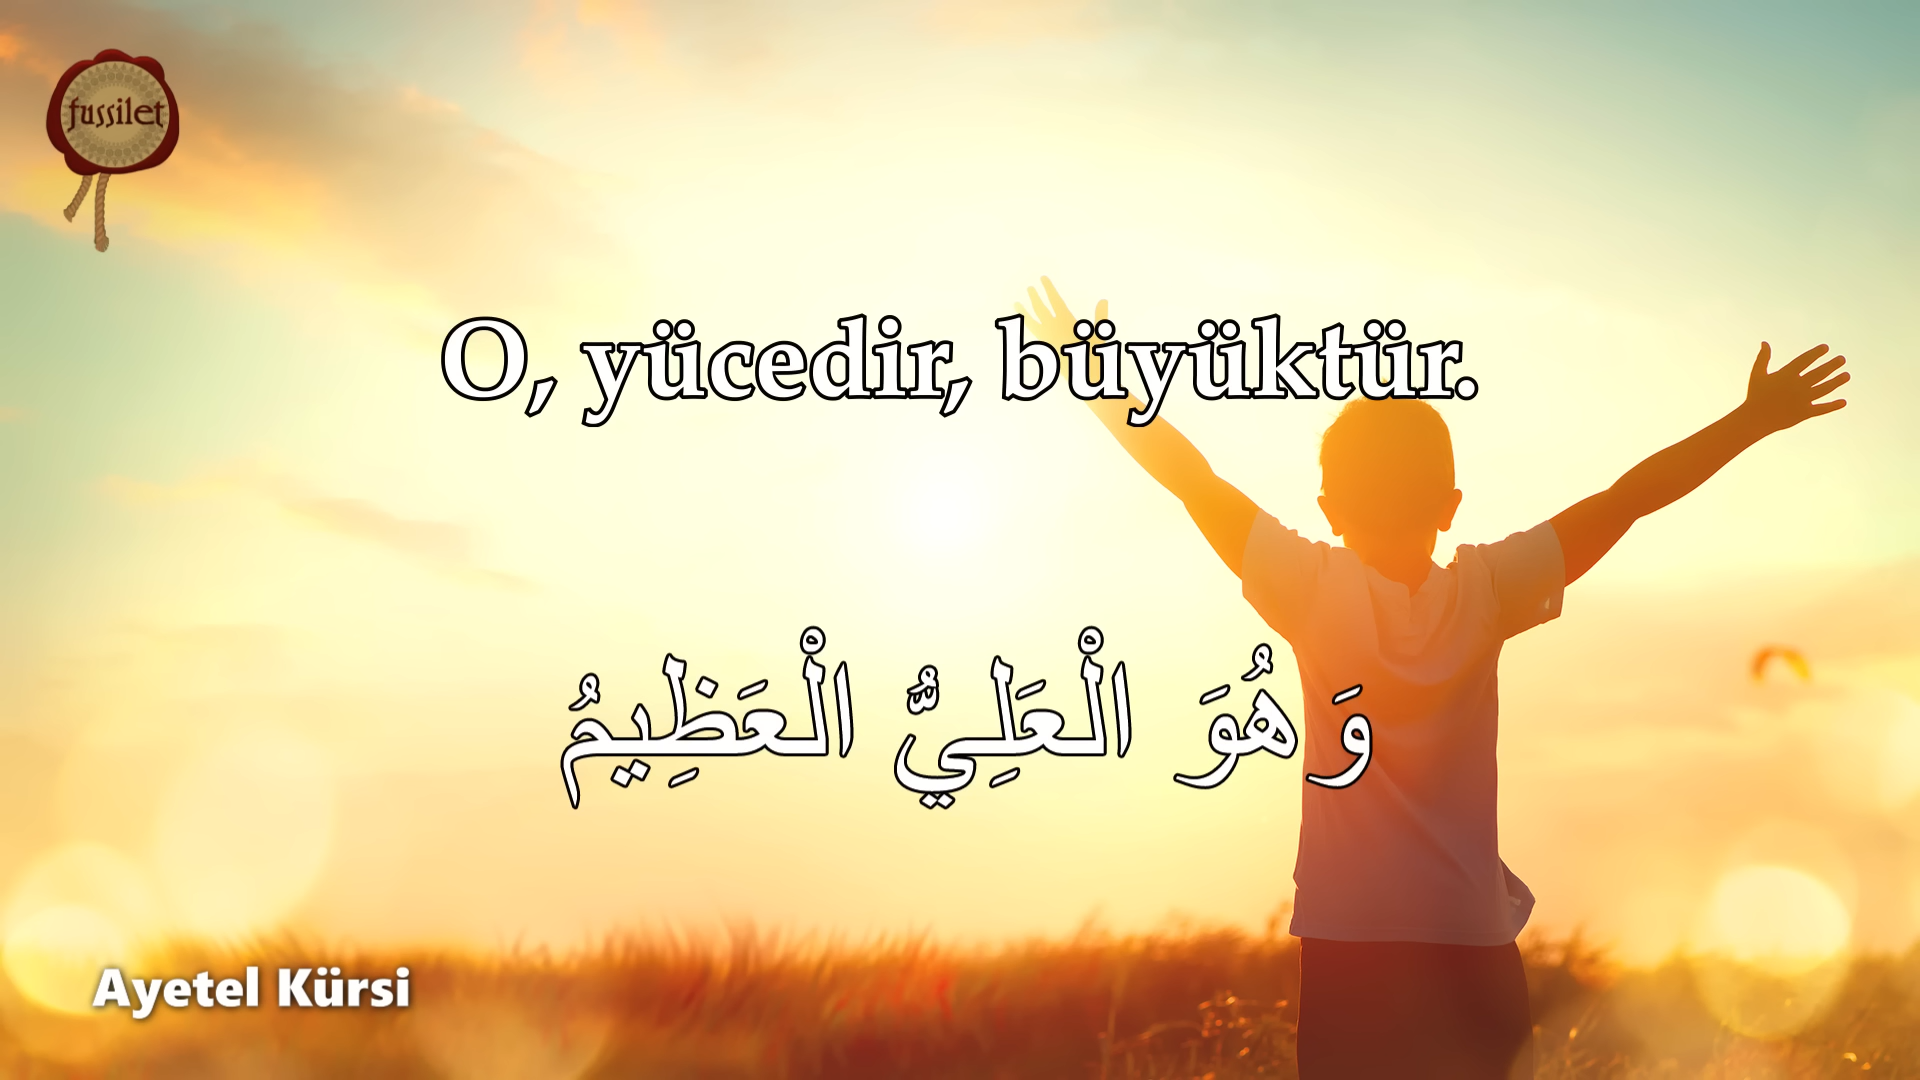 fussilet
O, yücedir, büyüktür.
وَهُوَ الْعَلِيُّ الْعَظِيمُ
Ayetel Kürsi